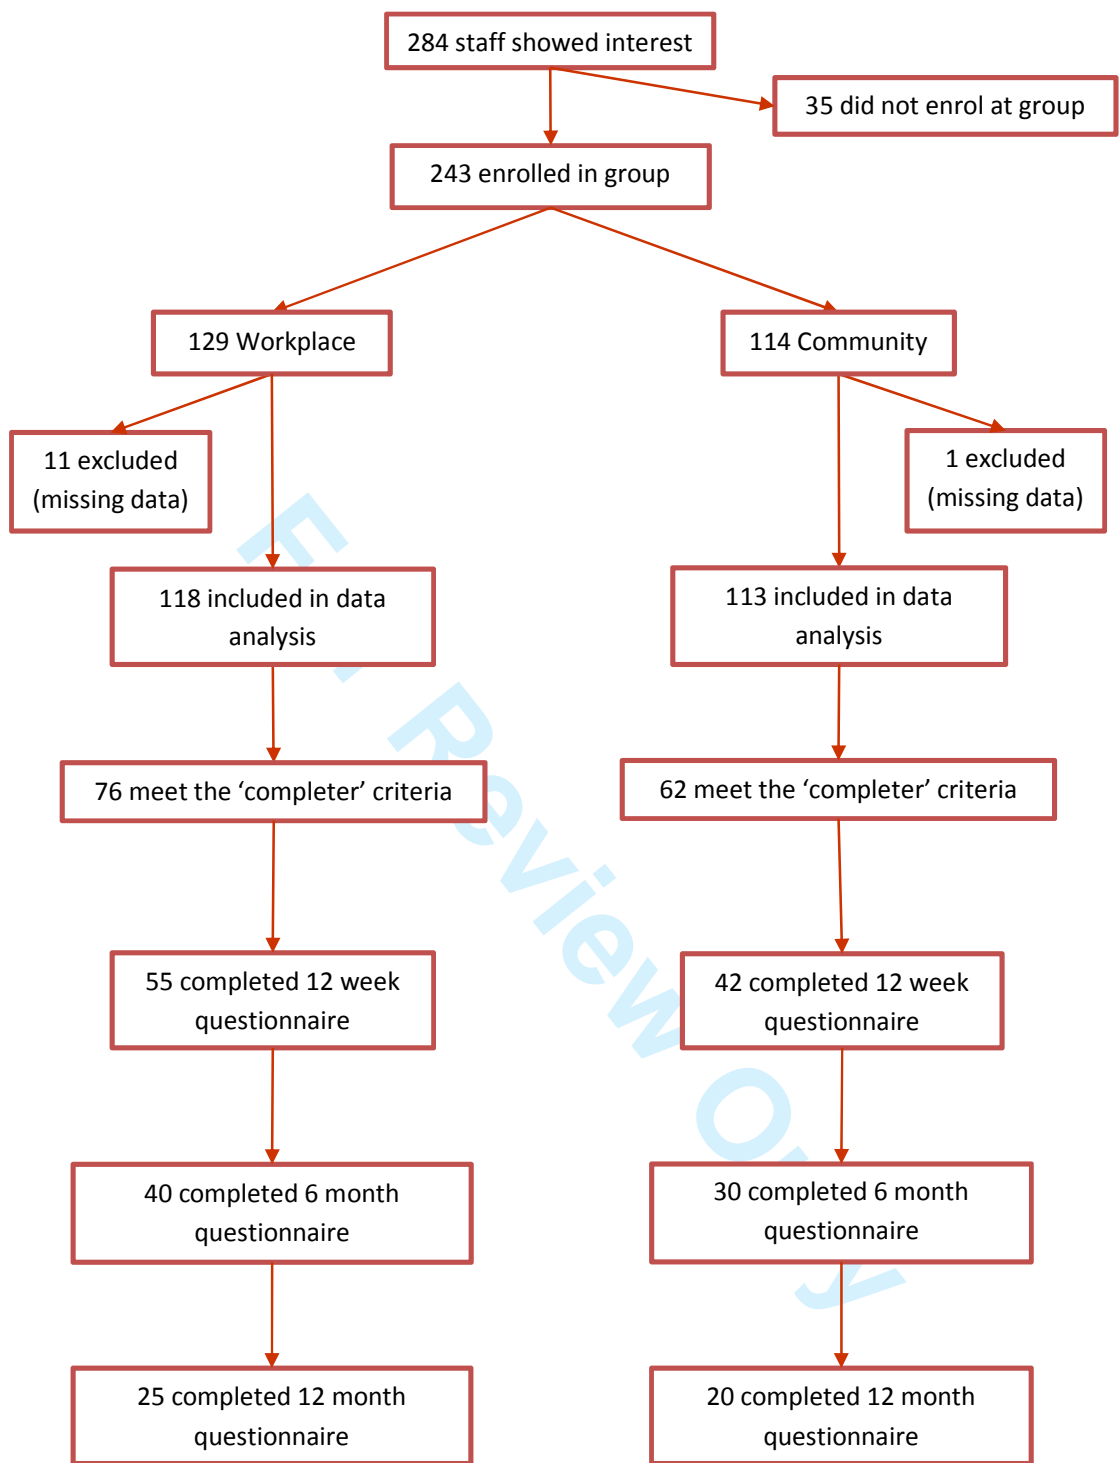 284 staff showed interest
35 did not enrol at group
243 enrolled in group
129 Workplace
114 Community
11 excluded
(missing data)
1 excluded
(missing data)
118 included in data
analysis
113 included in data
analysis
76 meet the ‘completer’ criteria
62 meet the ‘completer’ criteria
55 completed 12 week
questionnaire
42 completed 12 week
questionnaire
40 completed 6 month
questionnaire
30 completed 6 month
questionnaire
25 completed 12 month
questionnaire
20 completed 12 month
questionnaire
For Review Only